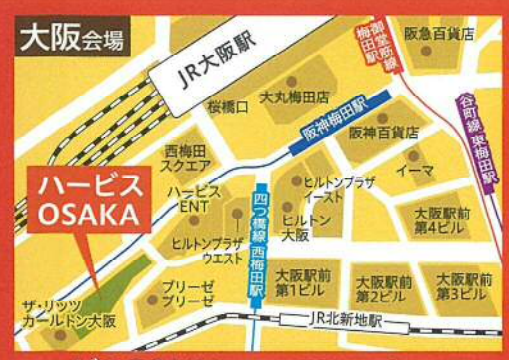 大阪会場
JR大阪駅
御堂筋線
梅田駅
阪急百貨店
桜橋口
大丸梅田店
阪神梅田駅
阪神百貨店
谷町線 東梅田駅
西梅田
スクエア
イーマ
ハービス
OSAKA
ハービス
ENT
四つ橋線 西梅田駅
ヒルトンプラザ
イースト
ヒルトン
大阪
大阪駅前
第4ビル
ヒルトンプラザ
ウエスト
ザ・リッツ
カールトン大阪
ブリーゼ
ブリーゼ
大阪駅前
第1ビル
大阪駅前
第2ビル
大阪駅前
第3ビル
JR北新地駅